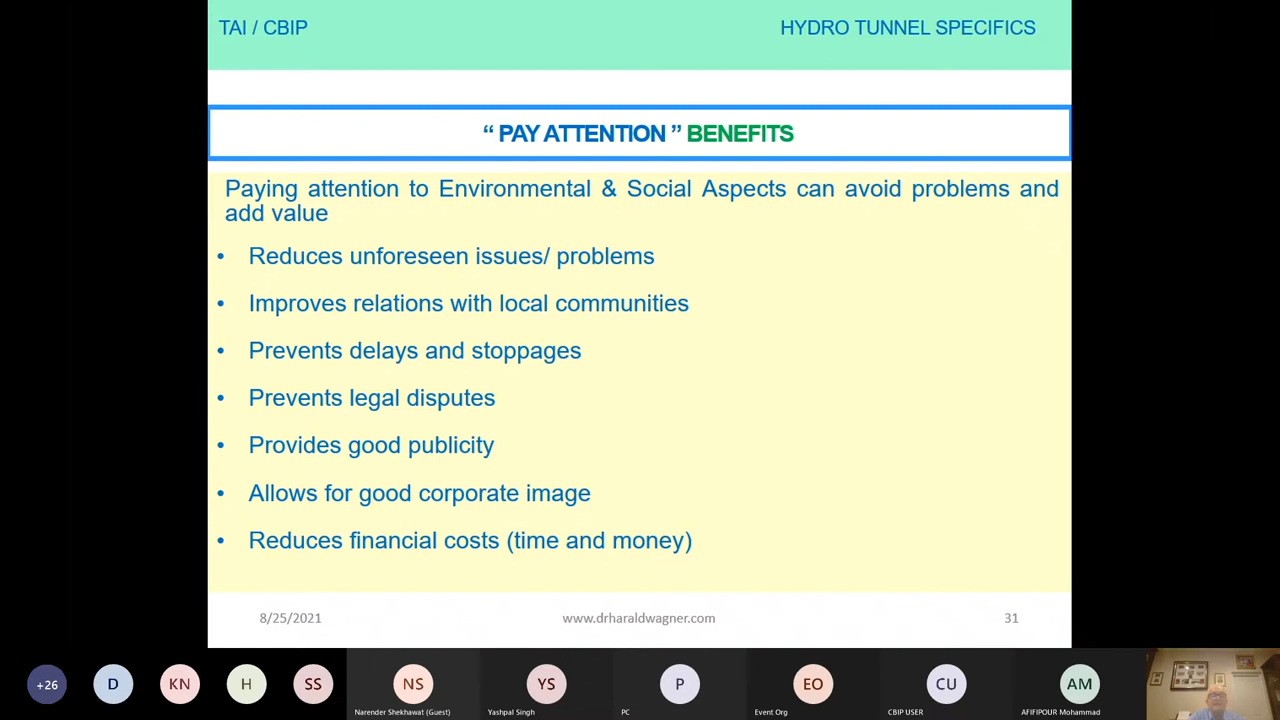 TAI / CBIP
HYDRO TUNNEL SPECIFICS
“ PAY ATTENTION ” BENEFITS
Paying attention to Environmental & Social Aspects can avoid problems and
add value
• Reduces unforeseen issues/ problems
• Improves relations with local communities
• Prevents delays and stoppages
• Prevents legal disputes
• Provides good publicity
• Allows for good corporate image
• Reduces financial costs (time and money)
8/25/2021
www.drharaldwagner.com
31
+26
D
KN
H
SS
NS
YS
P
EO
CU
AM
Narender Shekhawat (Guest)
Yashpal Singh
PC
Event Org
CBIP USER
AFIFIPOUR Mohammad